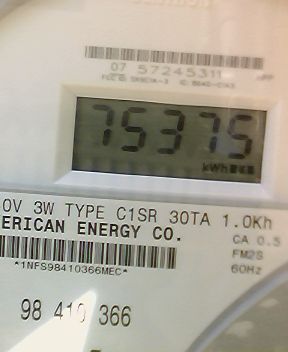 07 57245311
75375
kWh
0V 3W TYPE C1SR 30TA 1.0Kh
ERICAN ENERGY CO.
CA 0.5
FM2S
60Hz
*1NFS98410366MEC*
98 410 366